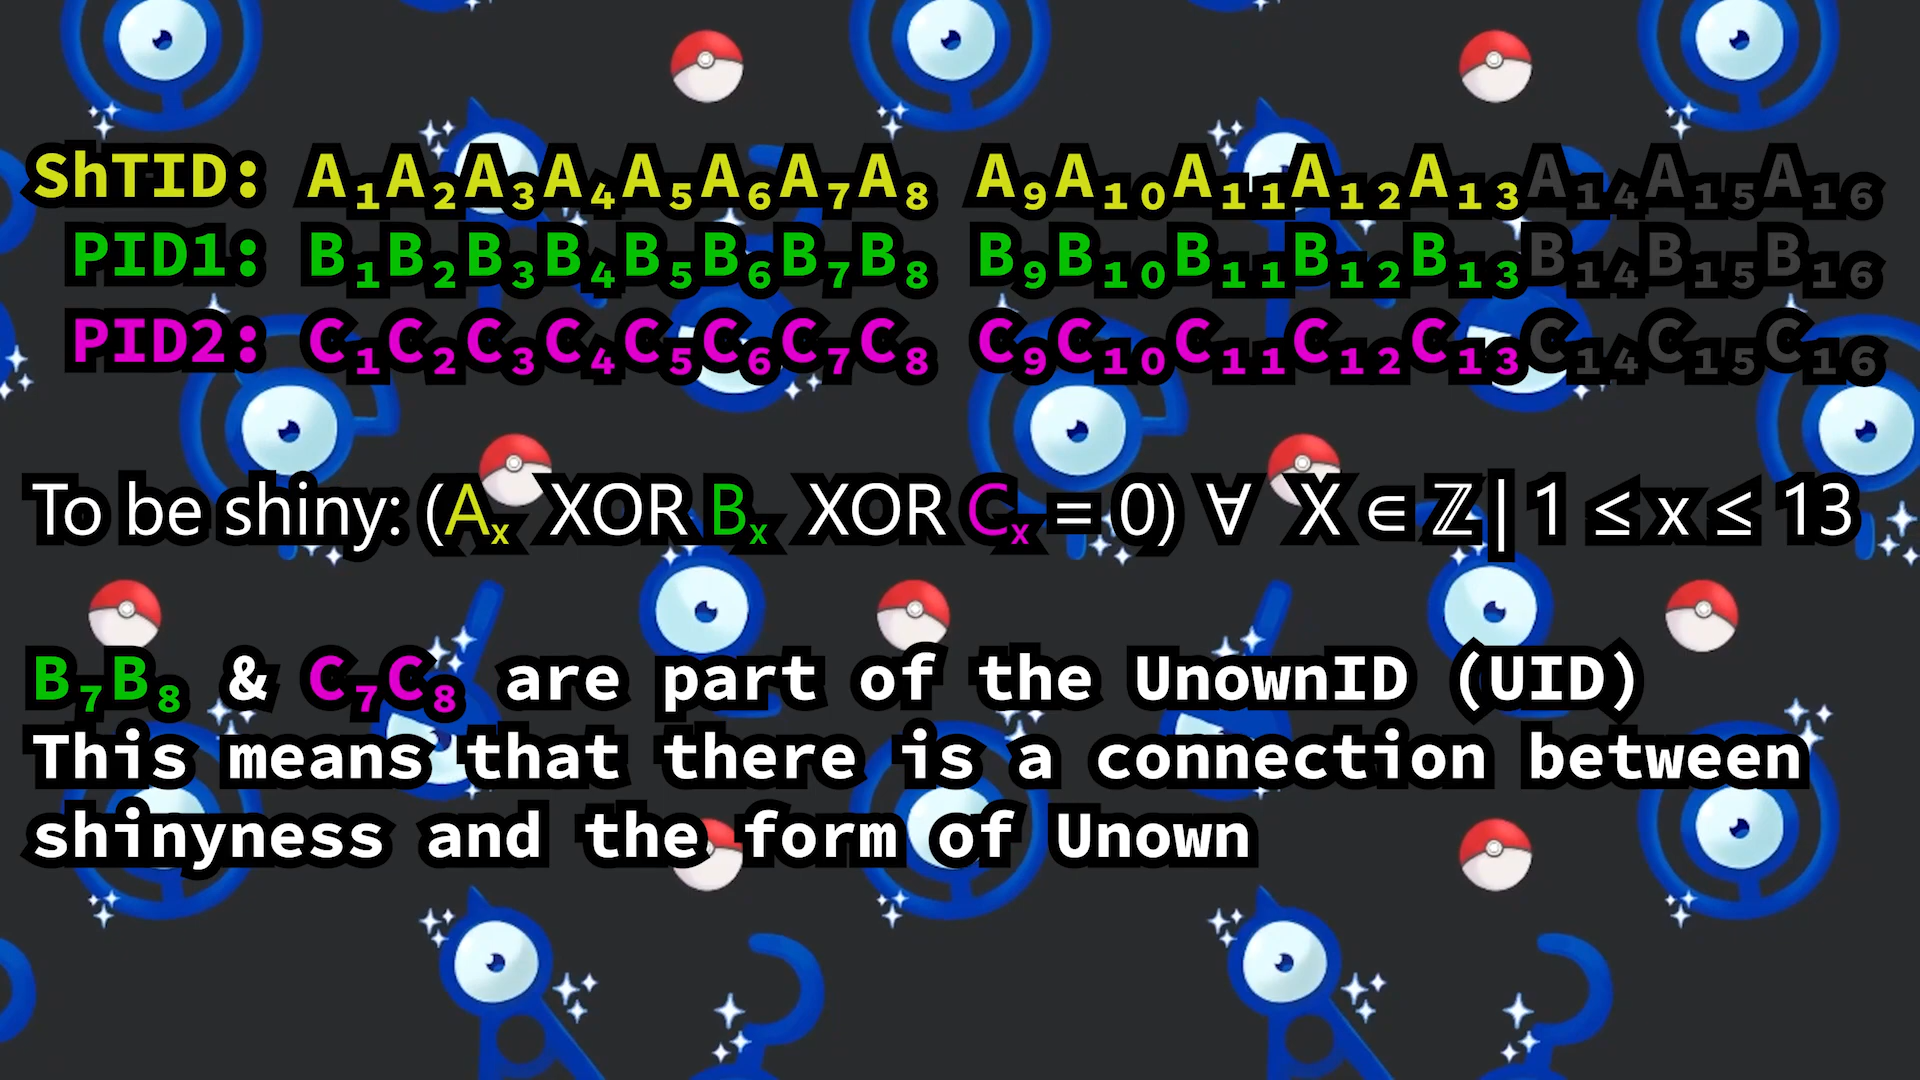 ShTID: A₁A₂A₃A₄A₅A₆A₇A₈ A₉A₁₀A₁₁A₁₂A₁₃A₁₄A₁₅A₁₆
PID1: B₁B₂B₃B₄B₅B₆B₇B₈ B₉B₁₀B₁₁B₁₂B₁₃B₁₄B₁₅B₁₆
PID2: C₁C₂C₃C₄C₅C₆C₇C₈ C₉C₁₀C₁₁C₁₂C₁₃C₁₄C₁₅C₁₆
To be shiny: (Aₓ XOR Bₓ XOR Cₓ = 0) ∀ X ∈ ℤ | 1 ≤ x ≤ 13
B₇B₈ & C₇C₈ are part of the UnownID (UID)
This means that there is a connection between
shinyness and the form of Unown